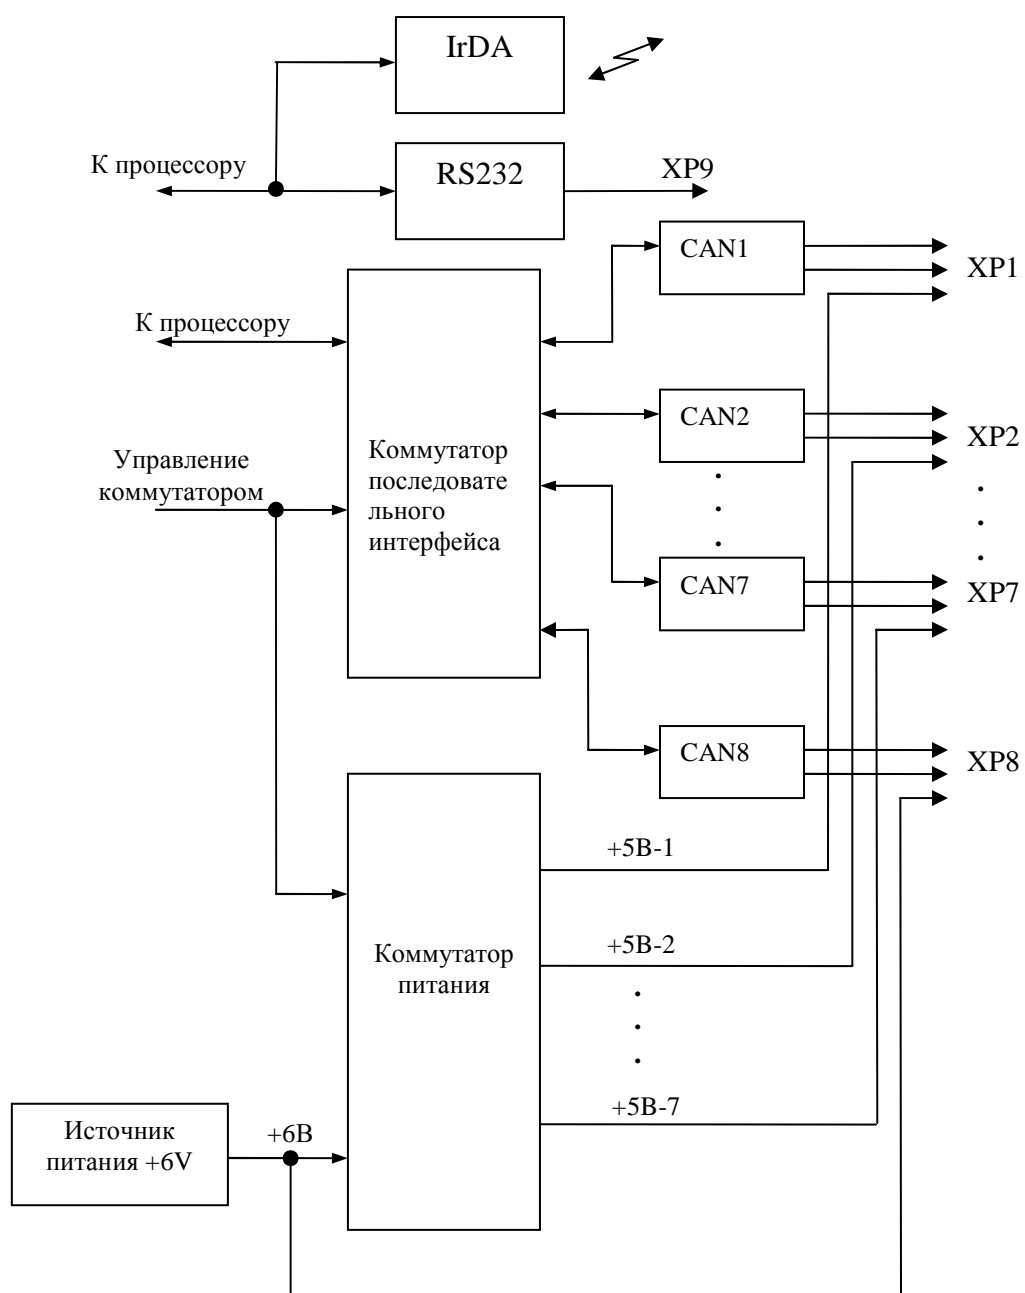 IrDA
К процессору
RS232
XP9
CAN1
XP1
К процессору
CAN2
XP2
Управление
коммутатором
Коммутатор
последовате
льного
интерфейса
CAN7
XP7
CAN8
XP8
+5В-1
Коммутатор
питания
+5В-2
+5В-7
Источник
питания +6V
+6В